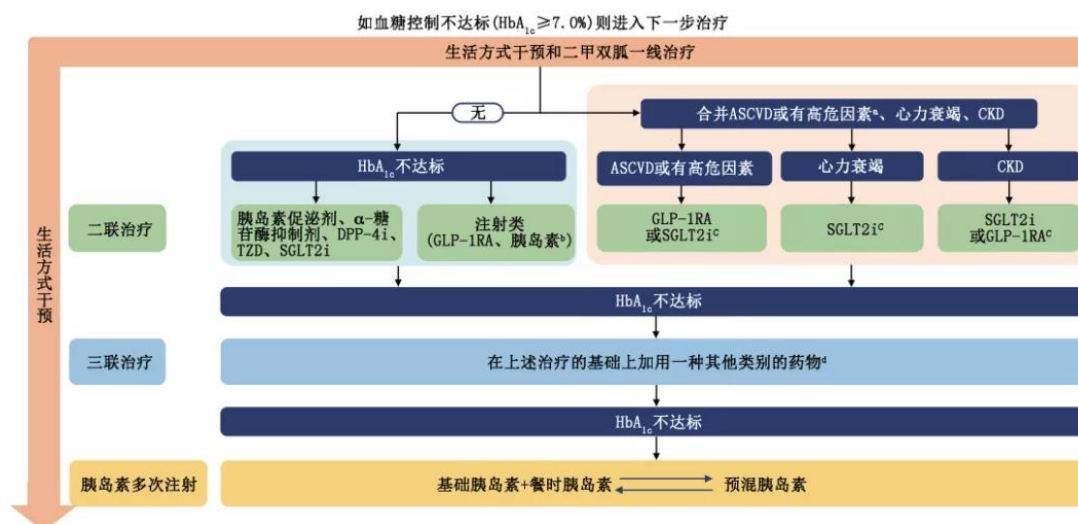 如血糖控制不达标(HbA₁c≥7.0%)则进入下一步治疗
生活方式干预和二甲双胍一线治疗
无
合并ASCVD或有高危因素ᵃ、心力衰竭、CKD
HbA₁c不达标
ASCVD或有高危因素
心力衰竭
CKD
生活方式干预
二联治疗
胰岛素促泌剂、α-糖
苷酶抑制剂、DPP-4i、
TZD、SGLT2i
注射类
(GLP-1RA、胰岛素ᵇ)
GLP-1RA
或SGLT2iᶜ
SGLT2iᶜ
SGLT2i
或GLP-1RAᶜ
HbA₁c不达标
三联治疗
在上述治疗的基础上加用一种其他类别的药物ᵈ
HbA₁c不达标
胰岛素多次注射
基础胰岛素+餐时胰岛素
预混胰岛素